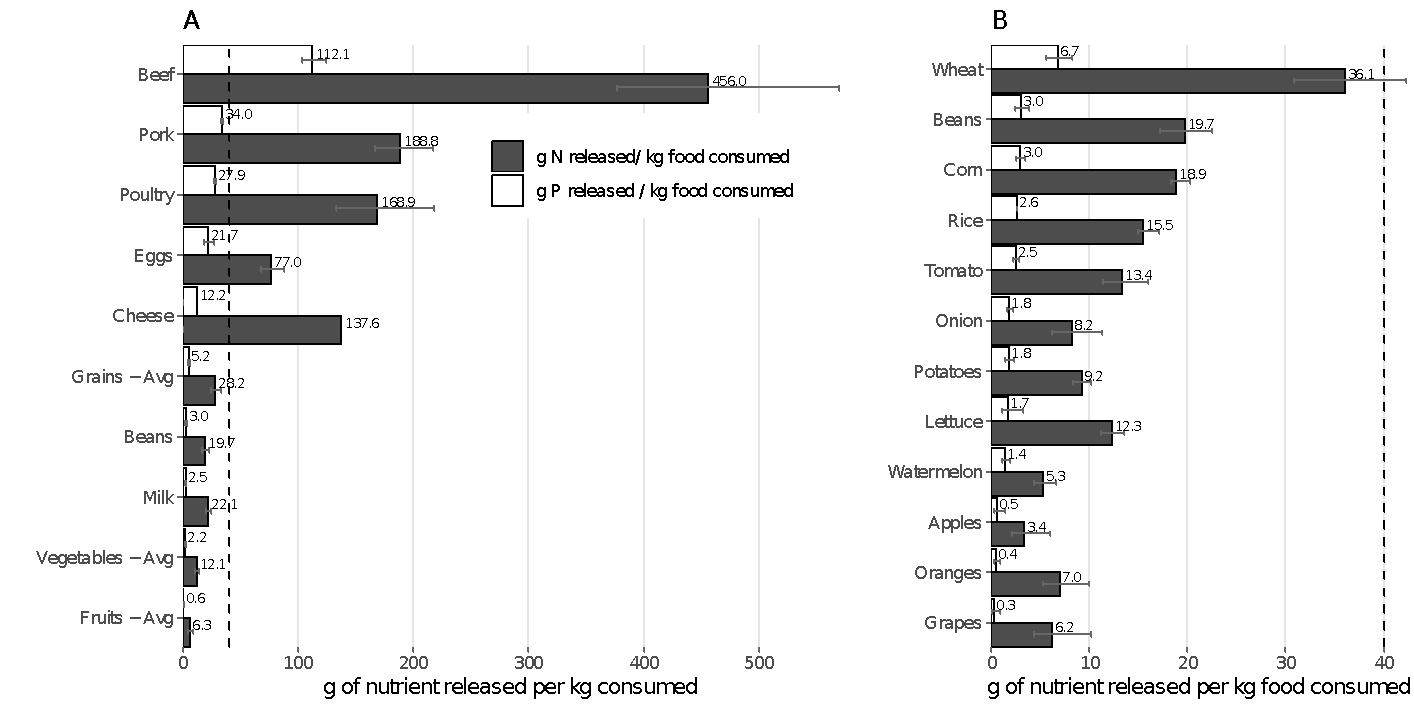 A
Beef
112.1
456.0
Pork
34.0
188.8
Poultry
27.9
168.9
Eggs
21.7
77.0
Cheese
12.2
137.6
Grains −Avg
5.2
28.2
Beans
3.0
19.7
Milk
2.5
22.1
Vegetables −Avg
2.2
12.1
Fruits −Avg
0.6
6.3
g N released/ kg food consumed
g P released / kg food consumed
0 100 200 300 400 500
g of nutrient released per kg consumed
B
Wheat
6.7
36.1
Beans
3.0
19.7
Corn
3.0
18.9
Rice
2.6
15.5
Tomato
2.5
13.4
Onion
1.8
8.2
Potatoes
1.8
9.2
Lettuce
1.7
12.3
Watermelon
1.4
5.3
Apples
0.5
3.4
Oranges
0.4
7.0
Grapes
0.3
6.2
0 10 20 30 40
g of nutrient released per kg food consumed